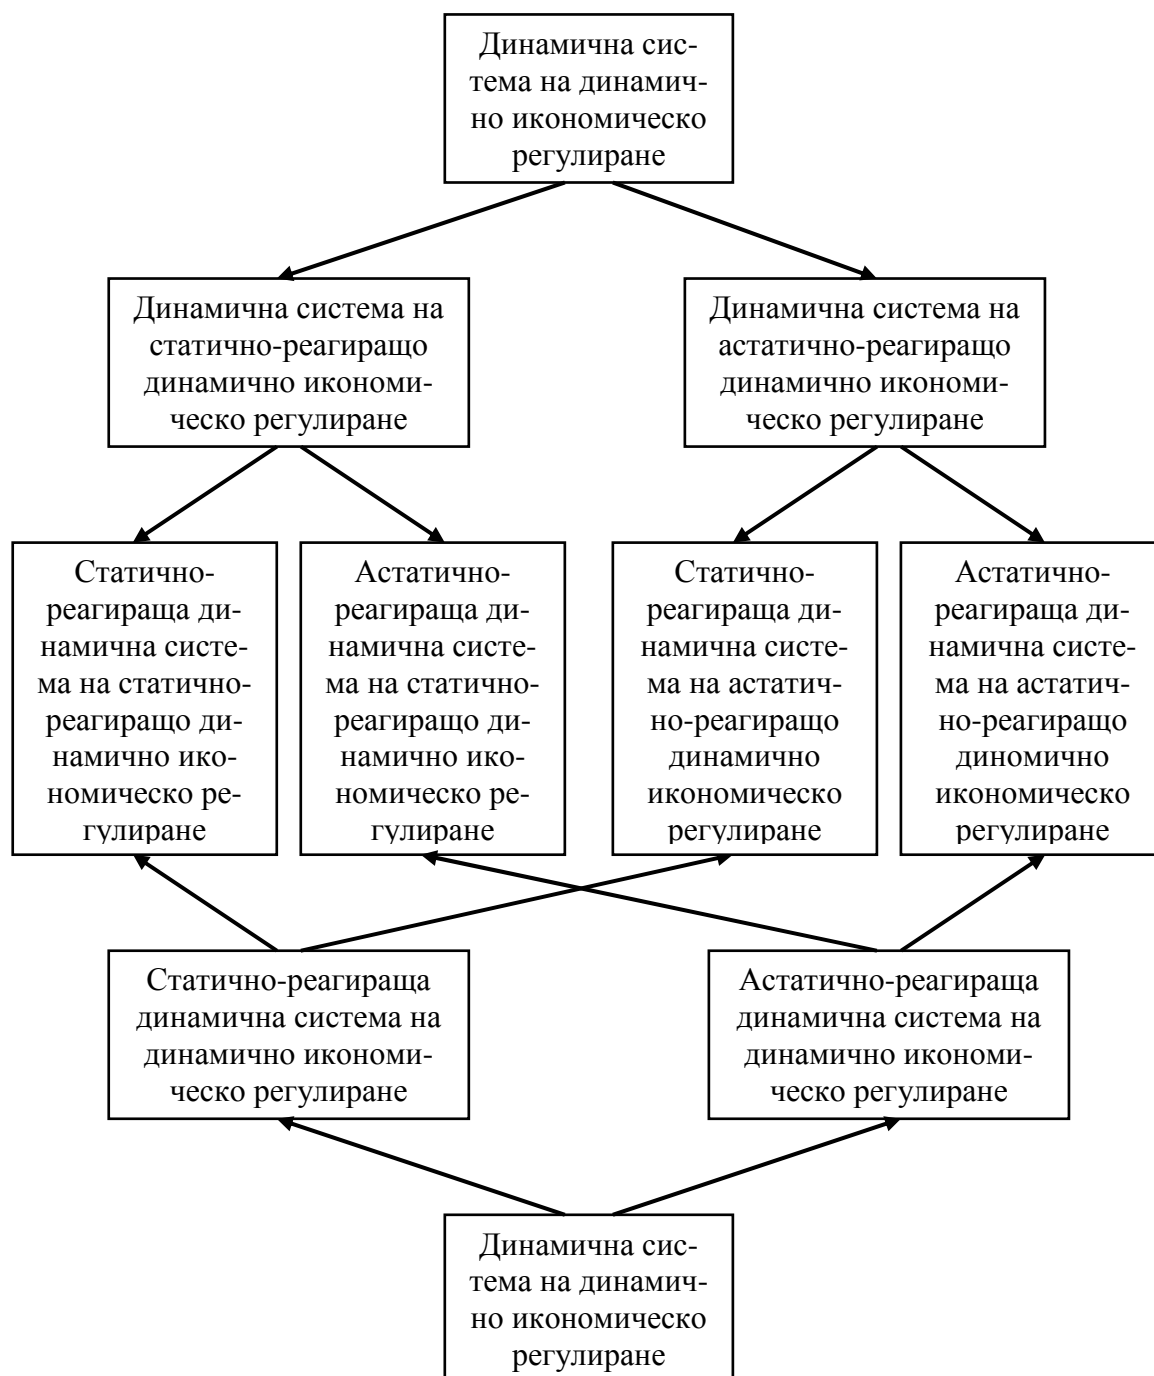 Динамична сис-
тема на динамич-
но икономическо
регулиране
Динамична система на
статично-реагиращо
динамично икономи-
ческо регулиране
Динамична система на
астатично-реагиращо
динамично икономи-
ческо регулиране
Статично-
реагираща ди-
намична систе-
ма на статично-
реагиращо ди-
намично ико-
номическо ре-
гулиране
Астатично-
реагираща ди-
намична систе-
ма на статично-
реагиращо ди-
намично ико-
номическо ре-
гулиране
Статично-
реагираща ди-
намична систе-
ма на астатич-
но-реагиращо
динамично
икономическо
регулиране
Астатично-
реагираща ди-
намична систе-
ма на астатич-
но-реагиращо
диномично
икономическо
регулиране
Статично-реагираща
динамична система на
динамично икономи-
ческо регулиране
Астатично-реагираща
динамична система на
динамично икономи-
ческо регулиране
Динамична сис-
тема на динамич-
но икономическо
регулиране